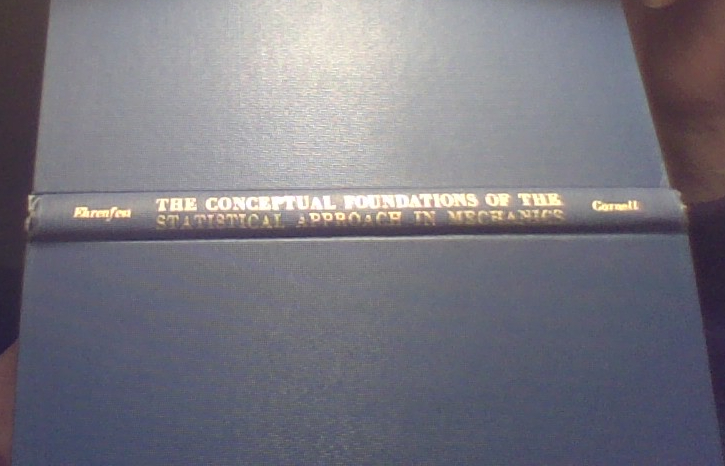 Ehrenfest
THE CONCEPTUAL FOUNDATIONS OF THE
STATISTICAL APPROACH IN MECHANICS
Cornell